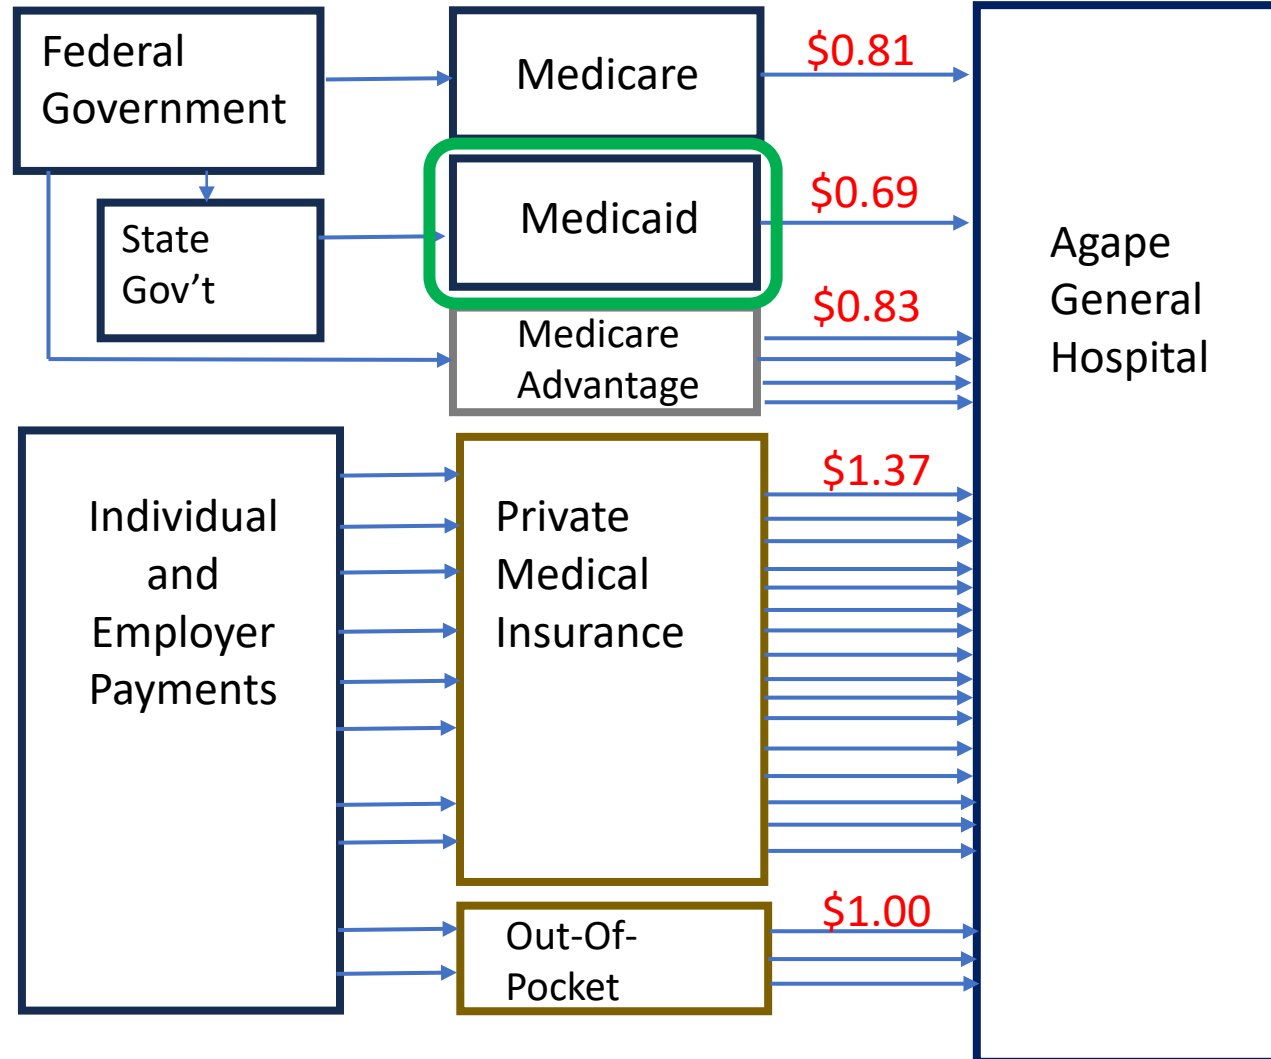 Federal
Government
Medicare
$0.81
State
Gov’t
Medicaid
$0.69
Medicare
Advantage
$0.83
Agape
General
Hospital
Individual
and
Employer
Payments
Private
Medical
Insurance
$1.37
Out-Of-
Pocket
$1.00